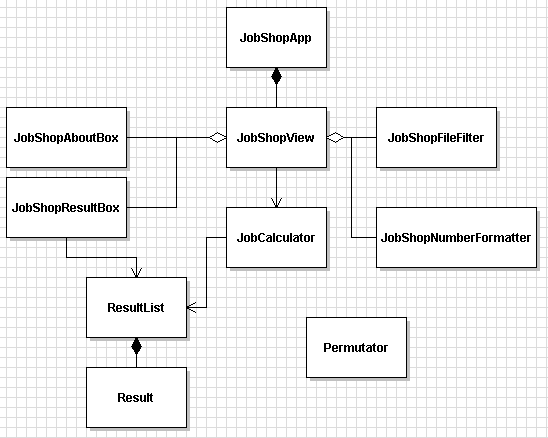 JobShopApp
JobShopAboutBox
JobShopView
JobShopFileFilter
JobShopResultBox
JobCalculator
JobShopNumberFormatter
ResultList
Permutator
Result